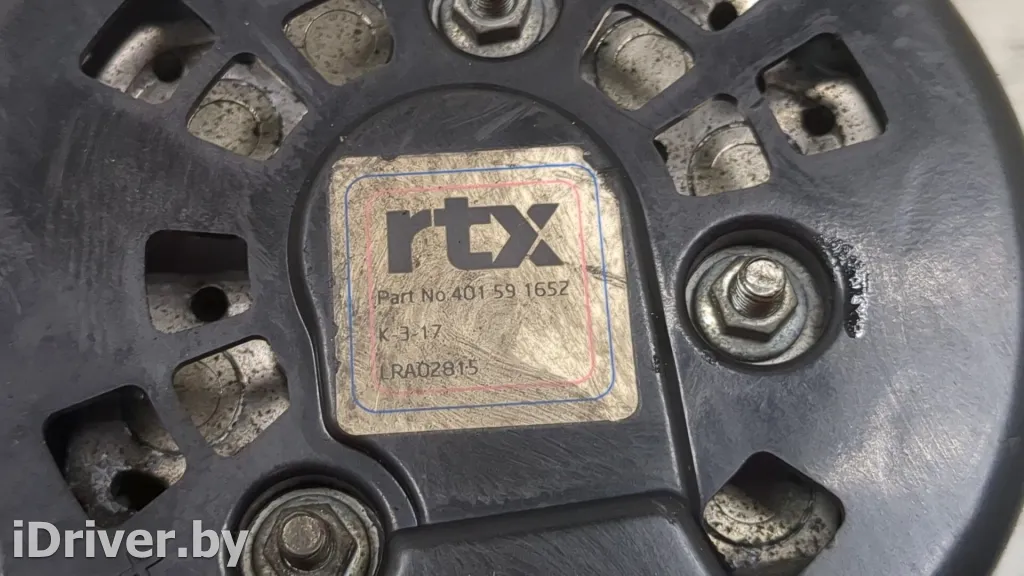 rtx
Part No 401 59 1652
K-3-17
LRA02815
iDriver.by